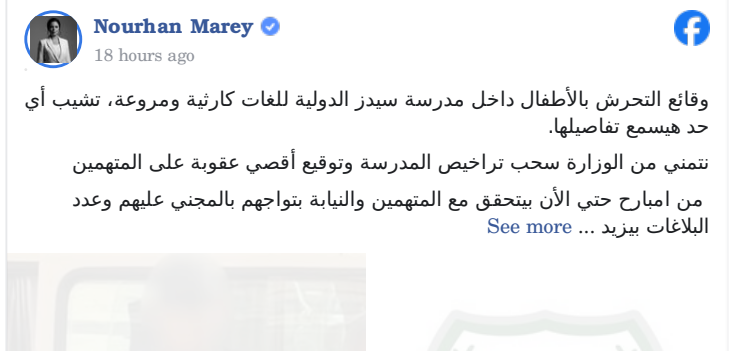 Nourhan Marey
18 hours ago
وقائع التحرش بالأطفال داخل مدرسة سيدز الدولية للغات كارثية ومروعة، تشيب أي
حد هيسمع تفاصيلها.
نتمني من الوزارة سحب تراخيص المدرسة وتوقيع أقصي عقوبة على المتهمين
من امبارح حتي الأن بيتحقق مع المتهمين والنيابة بتواجهم بالمجني عليهم وعدد
البلاغات بيزيد ... See more